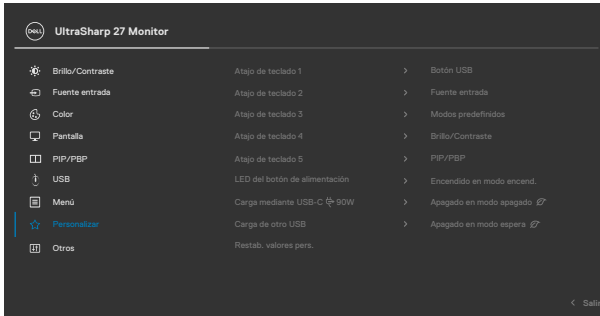 DELL UltraSharp 27 Monitor
Brillo/Contraste Atajo de teclado 1 > Botón USB
Fuente entrada Atajo de teclado 2 > Fuente entrada
Color Atajo de teclado 3 > Modos predefinidos
Pantalla Atajo de teclado 4 > Brillo/Contraste
PIP/PBP Atajo de teclado 5 > PIP/PBP
USB LED del botón de alimentación > Encendido en modo encend.
Menú Carga mediante USB-C 90W > Apagado en modo apagado
Personalizar Carga de otro USB > Apagado en modo espera
Otros Restab. valores pers.
< Salir